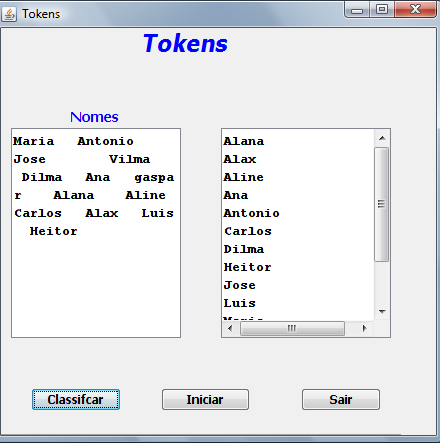 Tokens
Tokens
Nomes
Maria   Antonio
Jose        Vilma
Dilma   Ana   gaspa
r    Alana    Aline
Carlos   Alax   Luis
Heitor
Alana
Alax
Aline
Ana
Antonio
Carlos
Dilma
Heitor
Jose
Luis
Maria
Classifcar   Iniciar   Sair